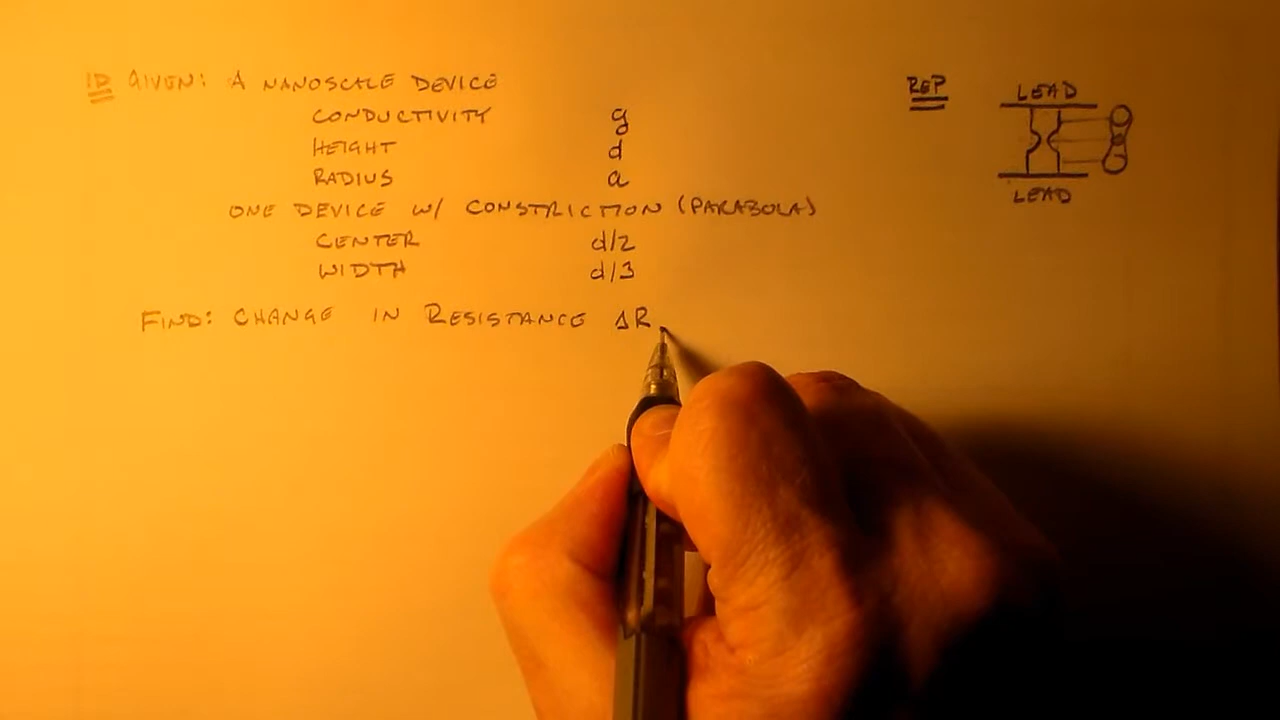 ID GIVEN: A NANOSCALE DEVICE
CONDUCTIVITY g
HEIGHT d
RADIUS a
ONE DEVICE W/ CONSTRICTION (PARABOLA)
CENTER d/2
WIDTH d/3
FIND: CHANGE IN RESISTANCE ΔR
REP
LEAD
LEAD